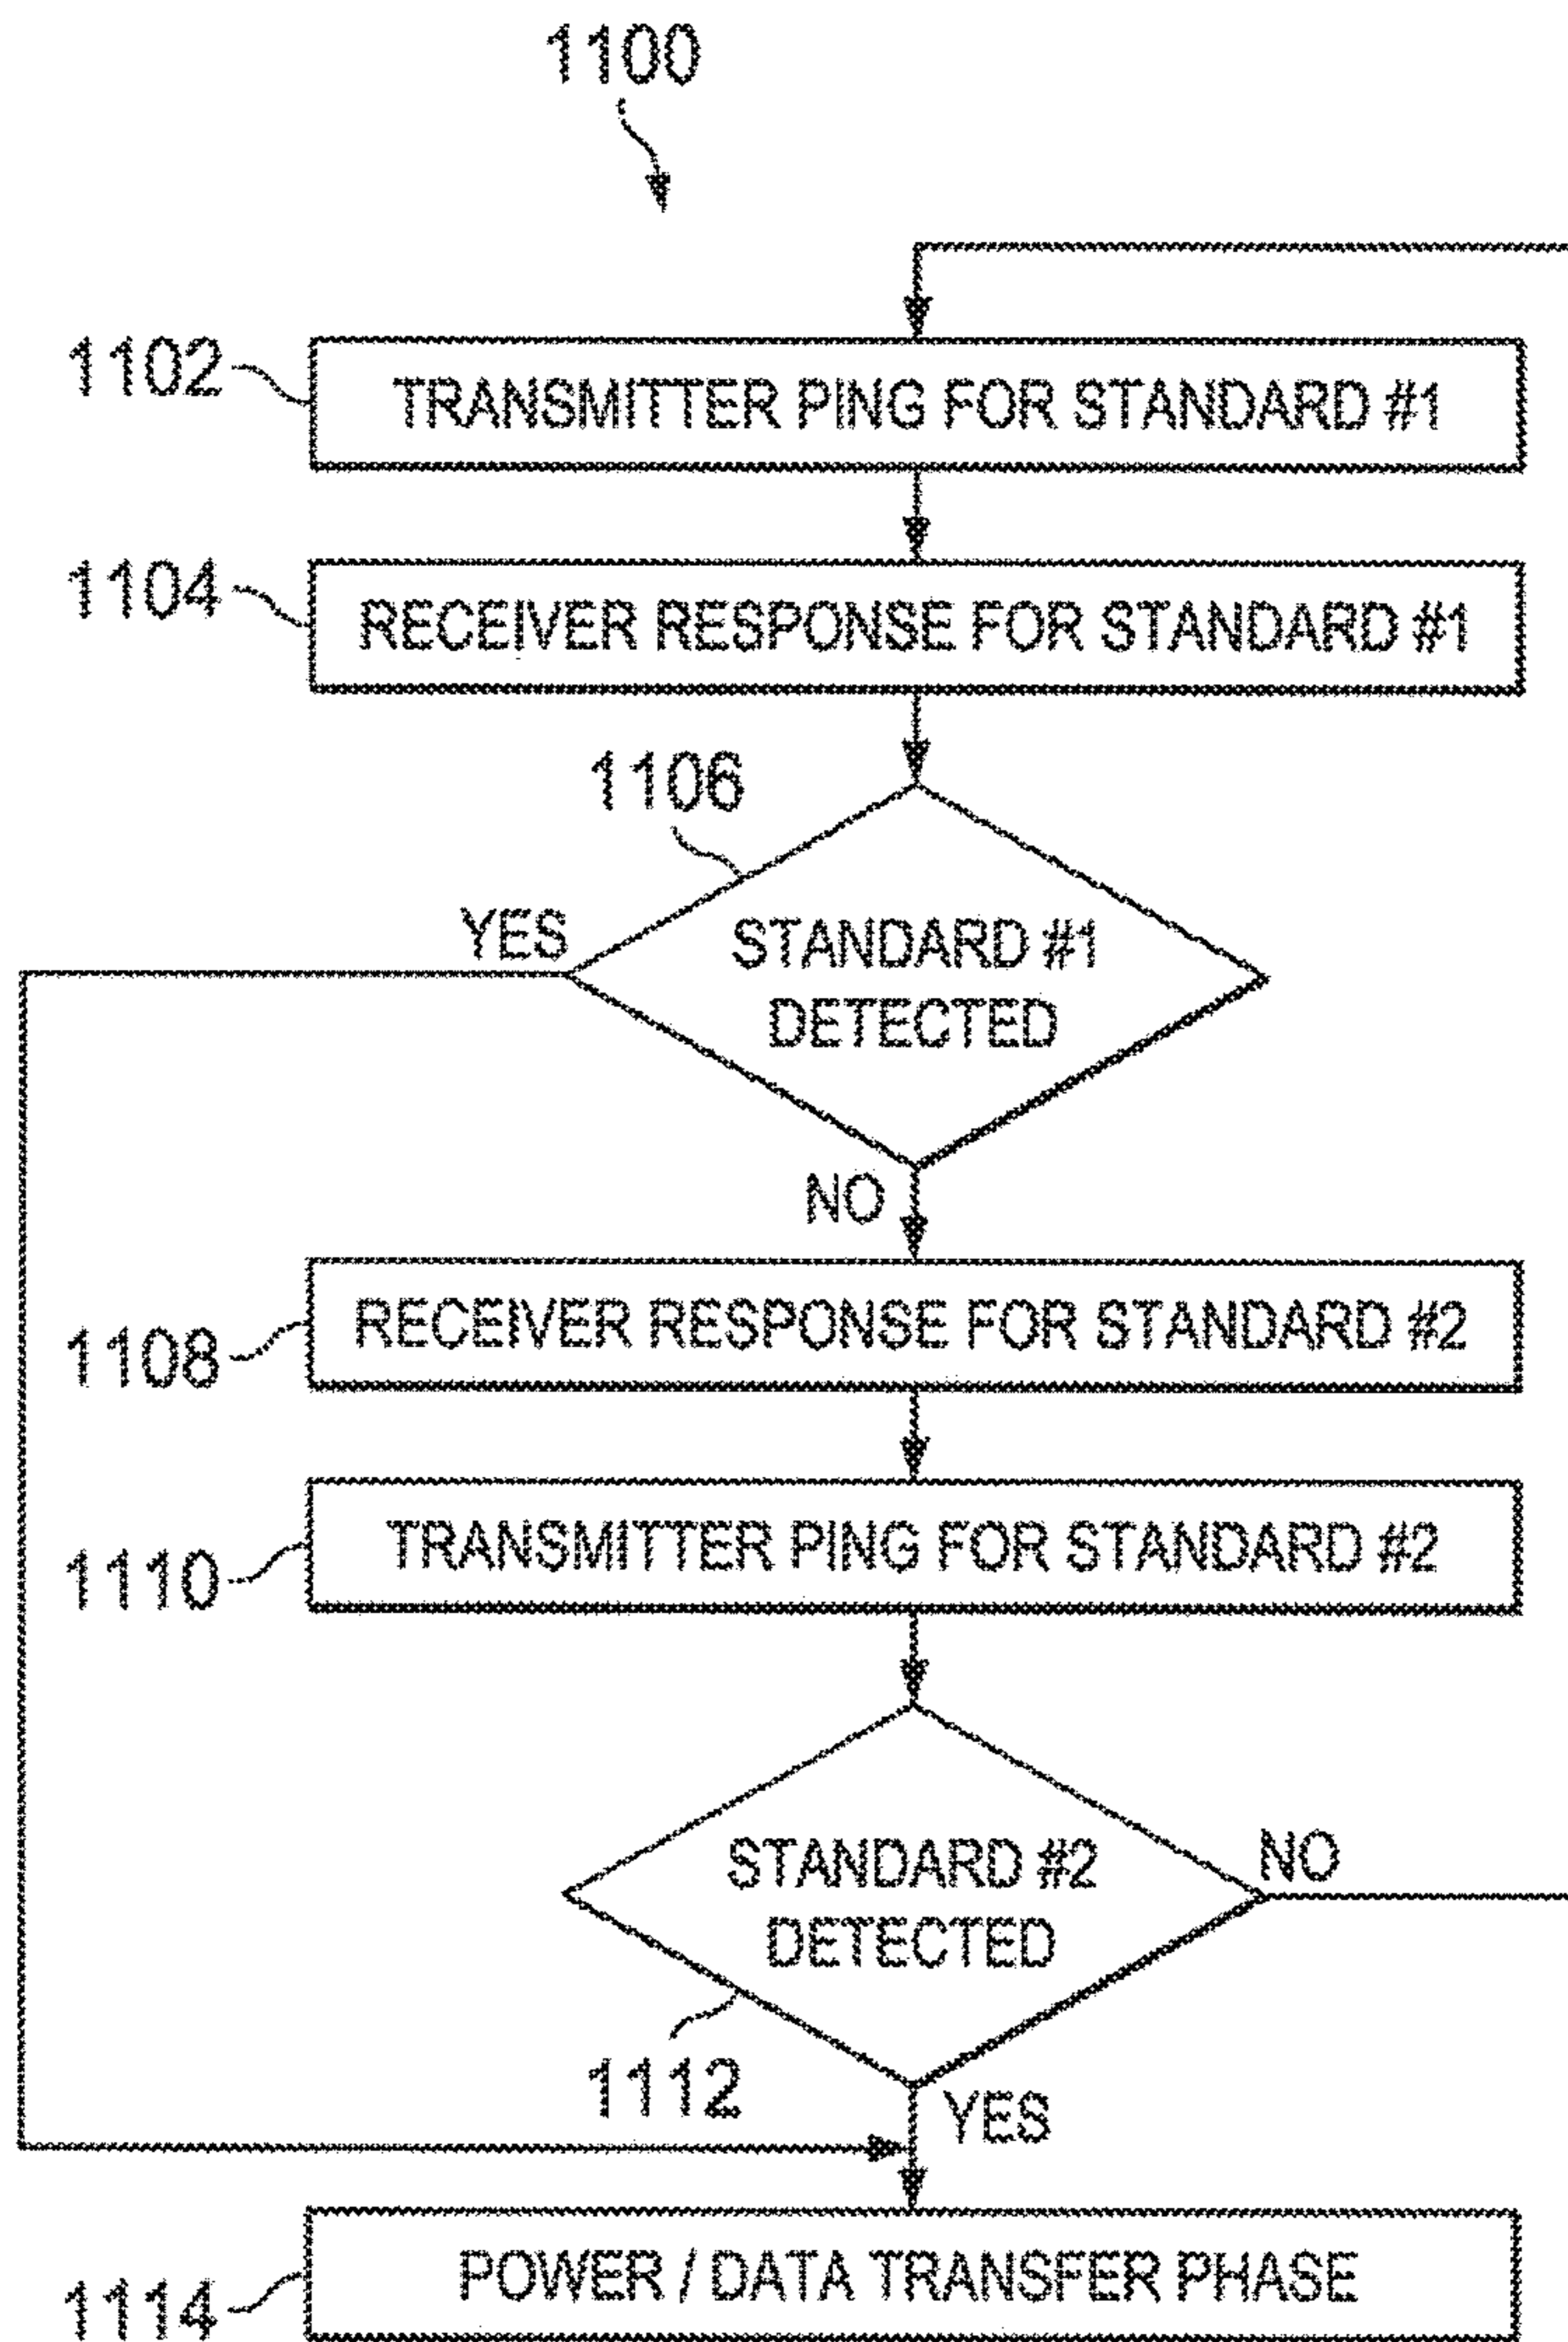 1100
1102
TRANSMITTER PING FOR STANDARD #1
1104
RECEIVER RESPONSE FOR STANDARD #1
1106
YES
STANDARD #1
DETECTED
NO
1108
RECEIVER RESPONSE FOR STANDARD #2
1110
TRANSMITTER PING FOR STANDARD #2
STANDARD #2
DETECTED
NO
1112
YES
1114
POWER / DATA TRANSFER PHASE